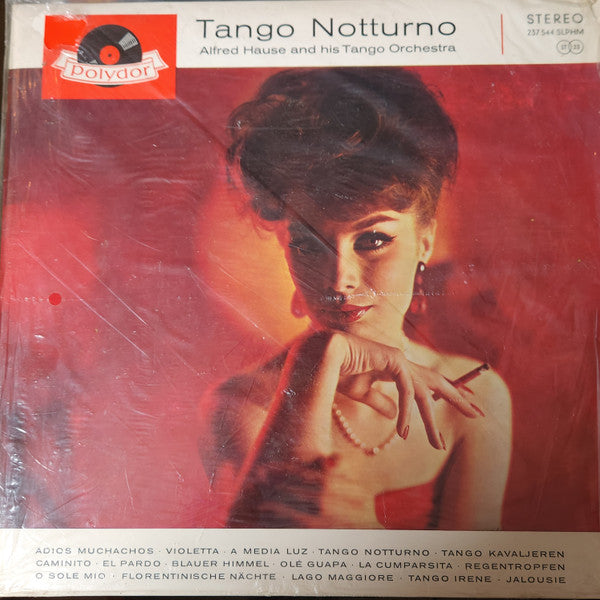 polydor
Tango Notturno
Alfred Hause and his Tango Orchestra
STEREO
237 544 SLPHM
ST 33
ADIOS MUCHACHOS · VIOLETTA · A MEDIA LUZ · TANGO NOTTURNO · TANGO KAVALJEREN
CAMINITO · EL PARDO · BLAUER HIMMEL · OLÉ GUAPA · LA CUMPARSITA · REGENTROPFEN
O SOLE MIO · FLORENTINISCHE NÄCHTE · LAGO MAGGIORE · TANGO IRENE · JALOUSIE